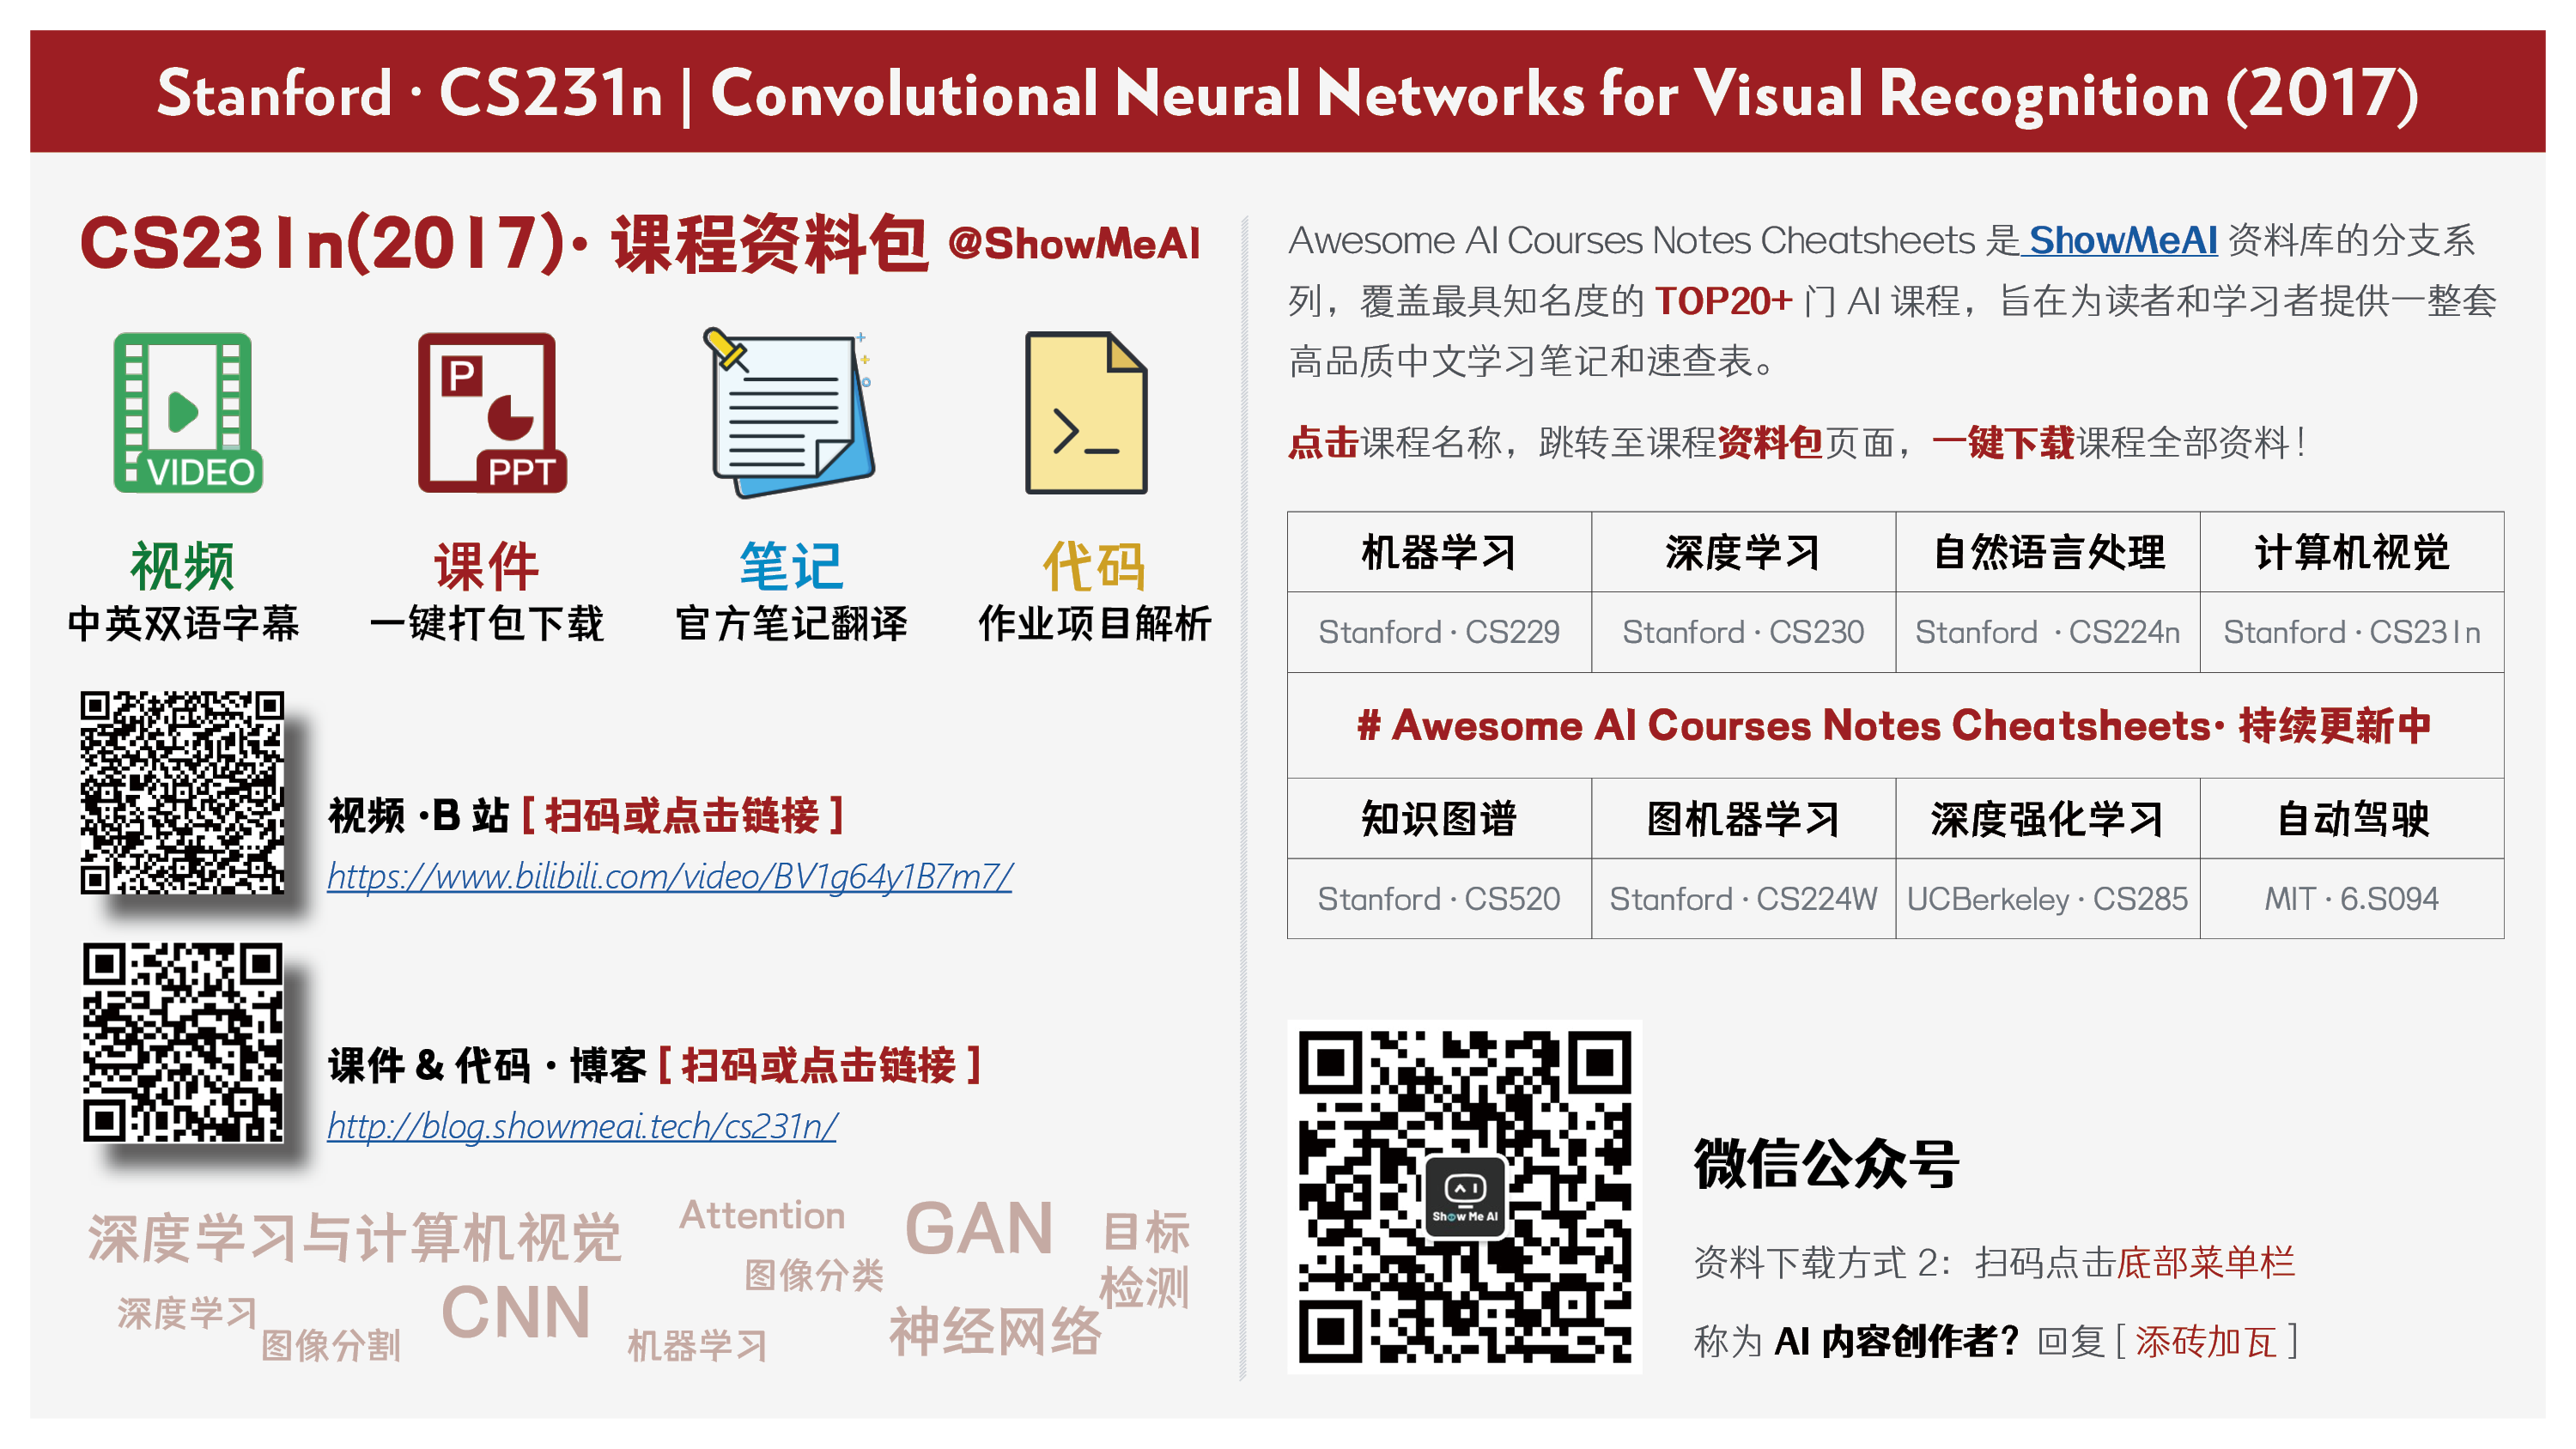 Stanford · CS231n | Convolutional Neural Networks for Visual Recognition (2017)
CS231n(2017)· 课程资料包 @ShowMeAI
VIDEO
P
PPT
视频
课件
笔记
代码
中英双语字幕
一键打包下载
官方笔记翻译
作业项目解析
视频 ·B 站 [ 扫码或点击链接 ]
https://www.bilibili.com/video/BV1g64y1B7m7/
课件 & 代码 · 博客 [ 扫码或点击链接 ]
http://blog.showmeai.tech/cs231n/
深度学习与计算机视觉
Attention
GAN
目标
检测
图像分类
深度学习
CNN
神经网络
图像分割
机器学习
Awesome AI Courses Notes Cheatsheets 是 ShowMeAI 资料库的分支系
列，覆盖最具知名度的 TOP20+ 门 AI 课程，旨在为读者和学习者提供一整套
高品质中文学习笔记和速查表。
点击课程名称，跳转至课程资料包页面，一键下载课程全部资料！
机器学习 深度学习 自然语言处理 计算机视觉
Stanford · CS229 Stanford · CS230 Stanford · CS224n Stanford · CS231n
# Awesome AI Courses Notes Cheatsheets· 持续更新中
知识图谱 图机器学习 深度强化学习 自动驾驶
Stanford · CS520 Stanford · CS224W UCBerkeley · CS285 MIT · 6.S094
Show Me AI
微信公众号
资料下载方式 2：扫码点击底部菜单栏
称为 AI 内容创作者？回复 [ 添砖加瓦 ]